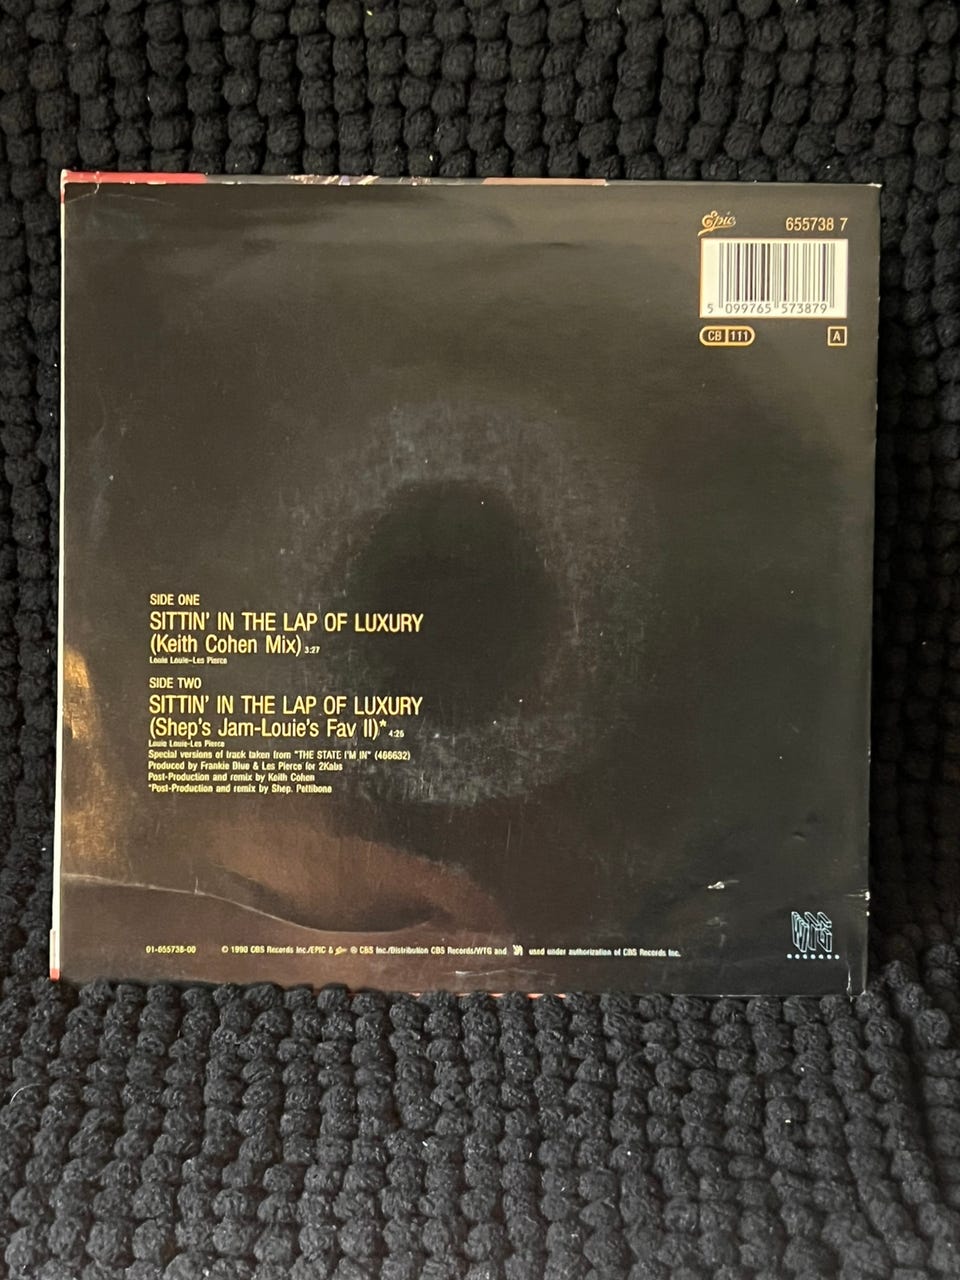 Epic
655738 7
5 099765 573879
CB 111
A
SIDE ONE
SITTIN' IN THE LAP OF LUXURY
(Keith Cohen Mix) 3:27
Louie Louie-Les Pierce
SIDE TWO
SITTIN' IN THE LAP OF LUXURY
(Shep's Jam-Louie's Fav II)* 4:26
Louie Louie-Les Pierce
Special versions of track taken from "THE STATE I'M IN" (466632)
Produced by Frankie Blue & Les Pierce for 2Kabs
Post-Production and remix by Keith Cohen
*Post-Production and remix by Shep. Pettibone
WTG
RECORDS
01-655738-00
© 1990 CBS Records Inc./EPIC & Epic ® CBS Inc./Distribution CBS Records/WTG and used under authorization of CBS Records Inc.